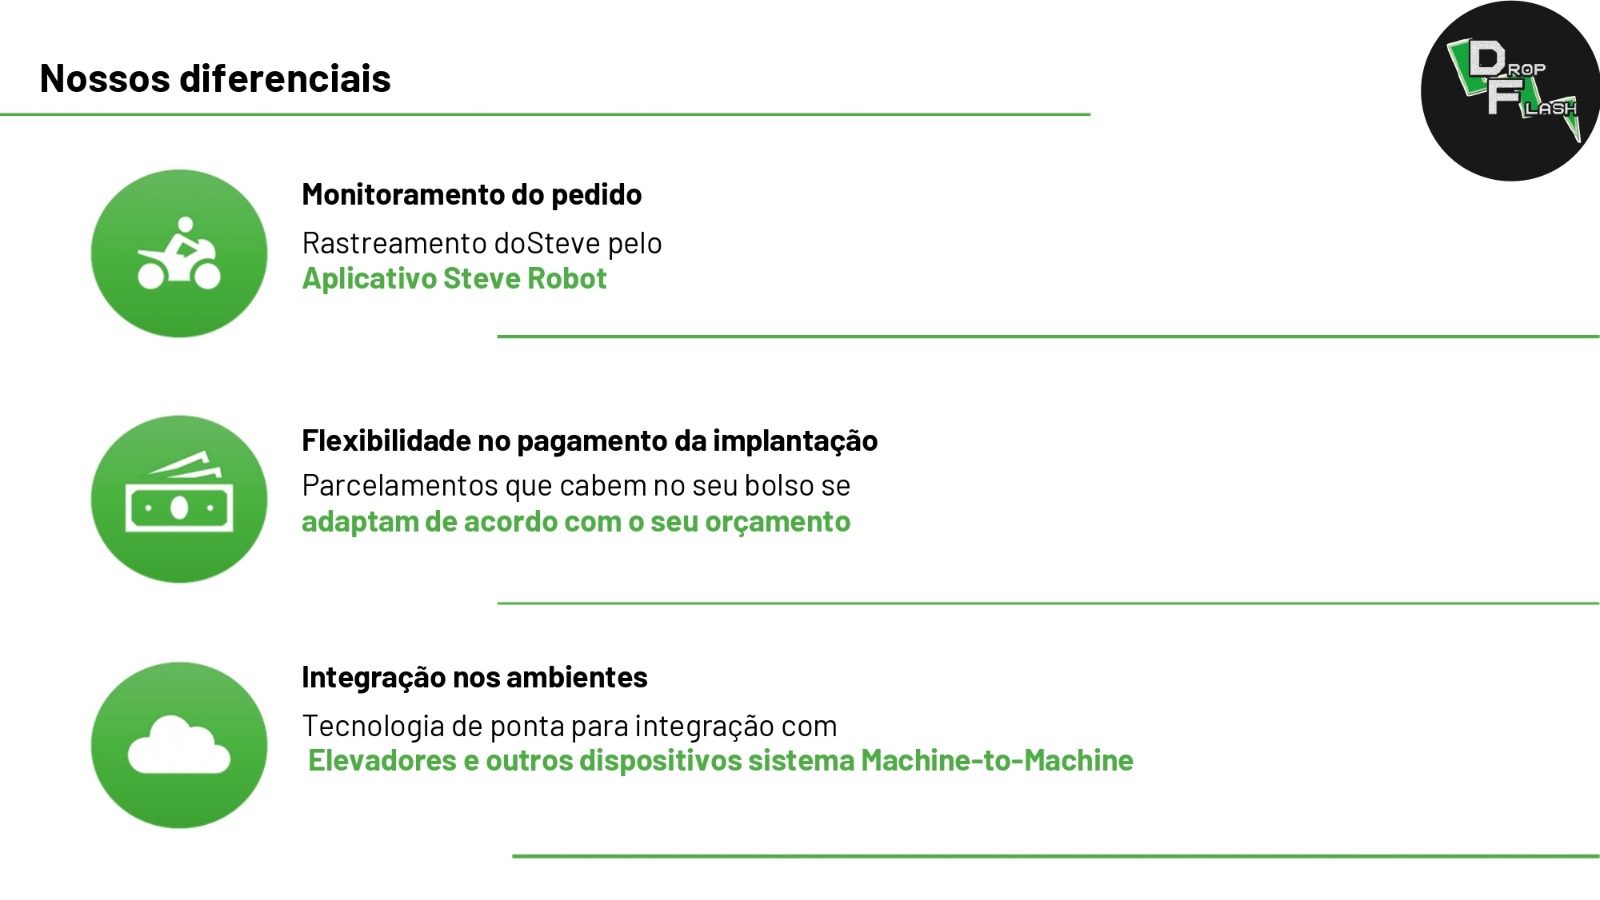 Nossos diferenciais
DROP
FLASH
Monitoramento do pedido
Rastreamento doSteve pelo
Aplicativo Steve Robot
Flexibilidade no pagamento da implantação
Parcelamentos que cabem no seu bolso se
adaptam de acordo com o seu orçamento
Integração nos ambientes
Tecnologia de ponta para integração com
Elevadores e outros dispositivos sistema Machine-to-Machine